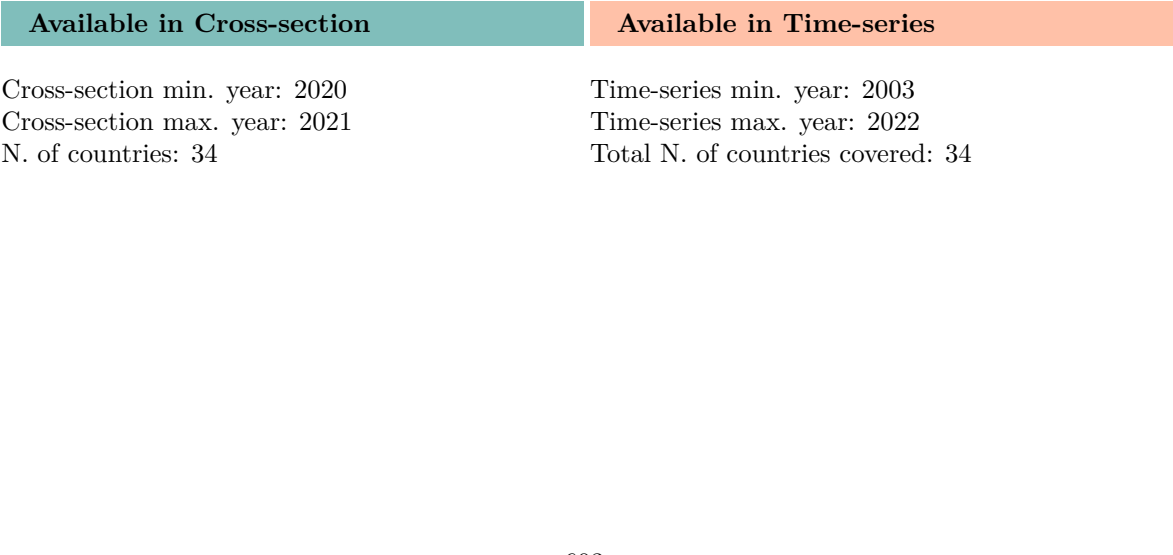 Available in Cross-section
Available in Time-series
Cross-section min. year: 2020
Cross-section max. year: 2021
N. of countries: 34
Time-series min. year: 2003
Time-series max. year: 2022
Total N. of countries covered: 34